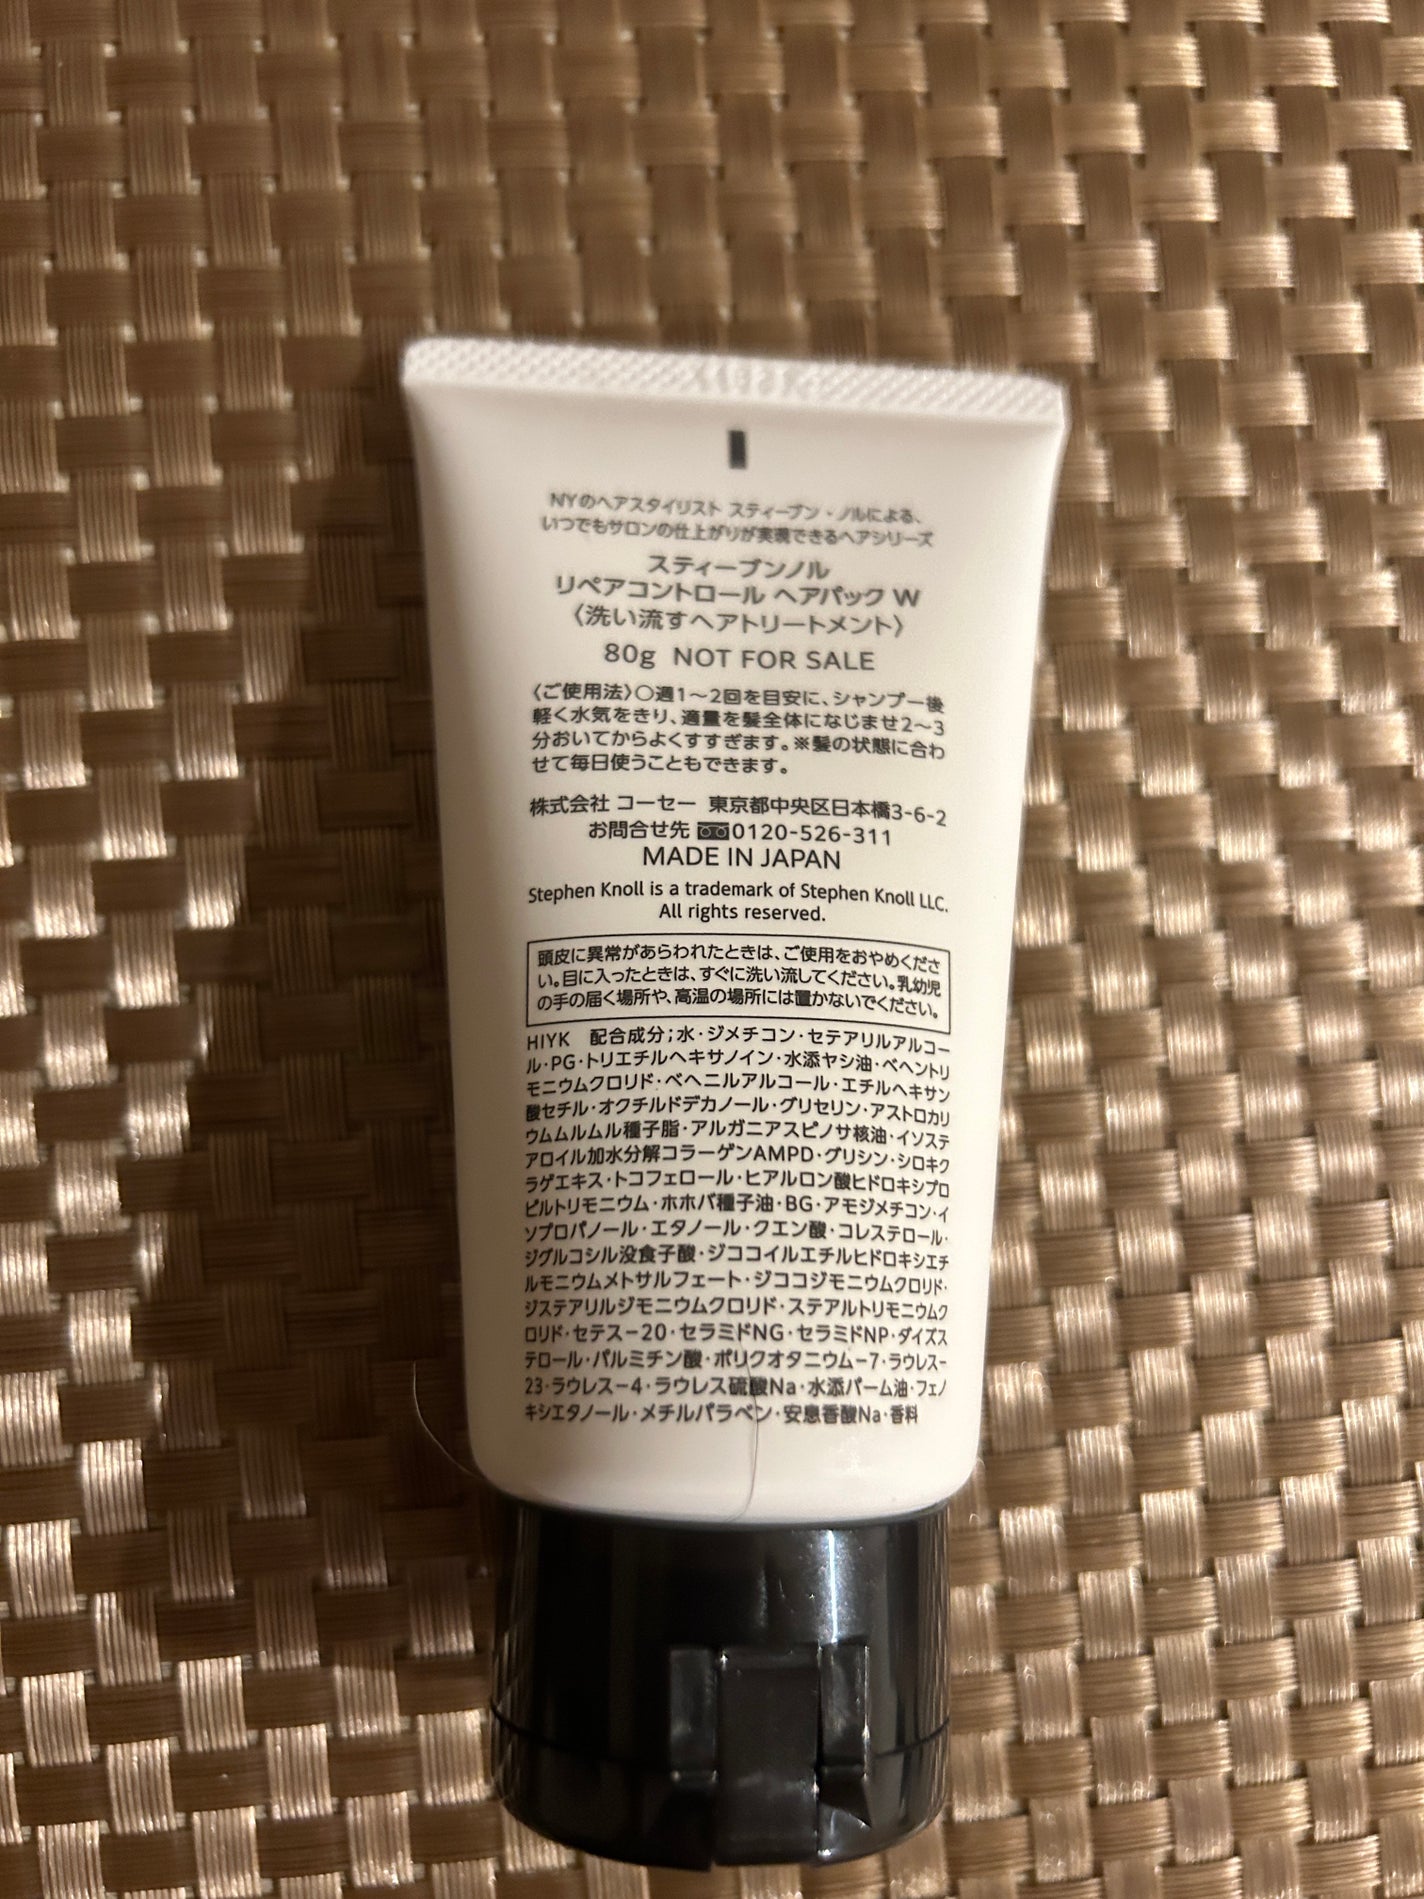 NYのヘアスタイリスト スティーブン・ノルによる、
いつでもサロンの仕上がりが実現できるヘアシリーズ
スティーブンノル
リペアコントロール ヘアパック W
〈洗い流すヘアトリートメント〉
80g NOT FOR SALE
〈ご使用法〉○週1〜2回を目安に、シャンプー後
軽く水気をきり、適量を髪全体になじませ2〜3
分おいてからよくすすぎます。※髪の状態に合わ
せて毎日使うこともできます。
株式会社 コーセー 東京都中央区日本橋3-6-2
お問合せ先 0120-526-311
MADE IN JAPAN
Stephen Knoll is a trademark of Stephen Knoll LLC.
All rights reserved.
頭皮に異常があらわれたときは、ご使用をおやめくださ
い。目に入ったときは、すぐに洗い流してください。乳幼児
の手の届く場所や、高温の場所には置かないでください。
HIYK 配合成分；水・ジメチコン・セテアリルアルコー
ル・PG・トリエチルヘキサノイン・水添ヤシ油・ベヘントリ
モニウムクロリド・ベヘニルアルコール・エチルヘキサン
酸セチル・オクチルドデカノール・グリセリン・アストロカリ
ウムムルムル種子脂・アルガニアスピノサ核油・イソステ
アロイル加水分解コラーゲンAMPD・グリシン・シロキク
ラゲエキス・トコフェロール・ヒアルロン酸ヒドロキシプロ
ピルトリモニウム・ホホバ種子油・BG・アモジメチコン・イ
ソプロパノール・エタノール・クエン酸・コレステロール・
ジグルコシル没食子酸・ジココイルエチルヒドロキシエチ
ルモニウムメトサルフェート・ジココジモニウムクロリド・
ジステアリルジモニウムクロリド・ステアルトリモニウムク
ロリド・セテス－20・セラミドNG・セラミドNP・ダイズス
テロール・パルミチン酸・ポリクオタニウム－7・ラウレス－
23・ラウレス－4・ラウレス硫酸Na・水添パーム油・フェノ
キシエタノール・メチルパラベン・安息香酸Na・香料